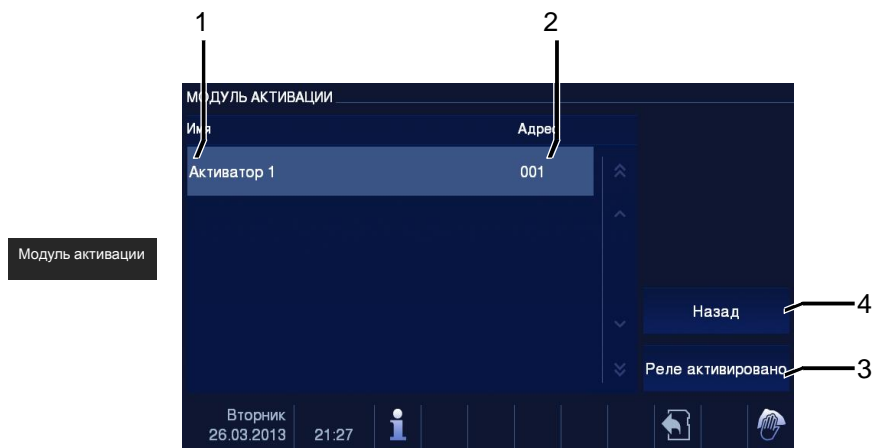 1 2
МОДУЛЬ АКТИВАЦИИ
Имя Адрес
Активатор 1 001
Модуль активации
Назад 4
Реле активировано 3
Вторник
26.03.2013 21:27